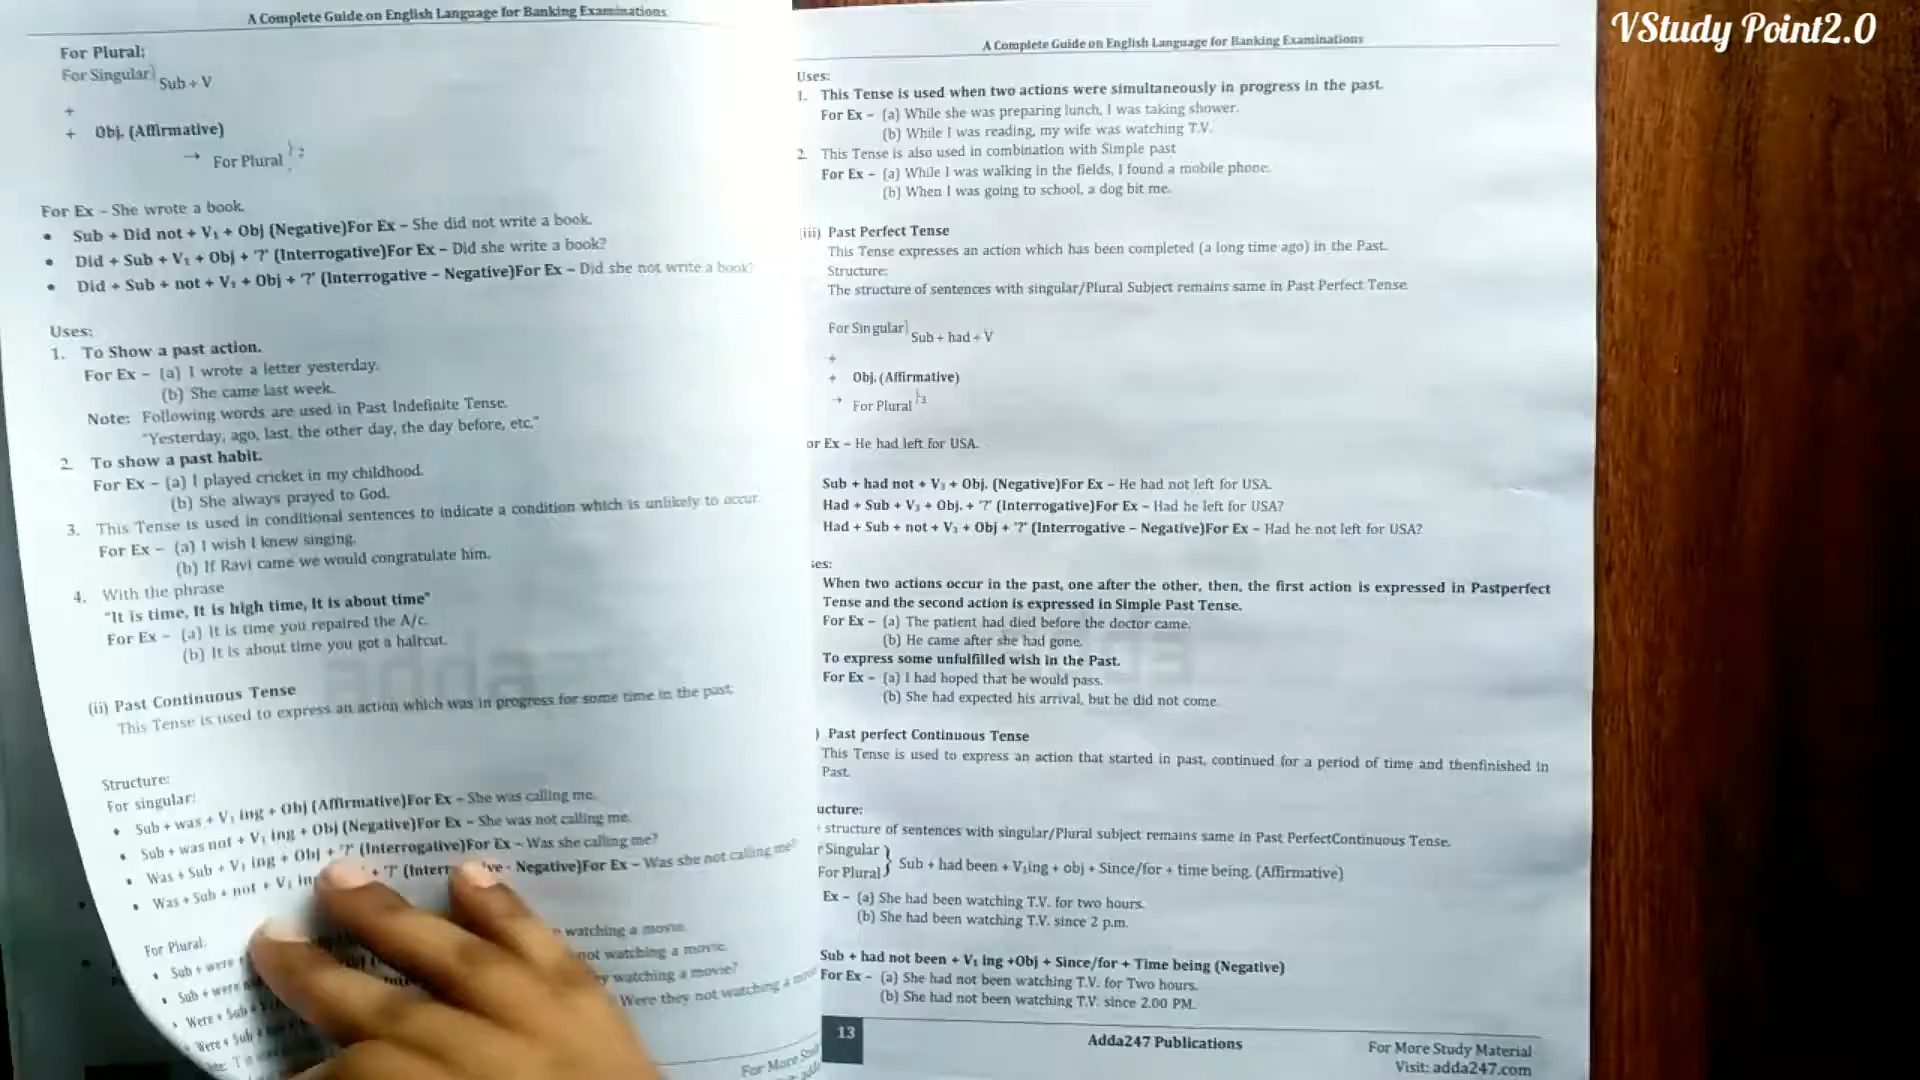 VStudy Point2.0
A Complete Guide on English Language for Banking Examinations
For Plural:
For Singular] Sub + V
+
+ Obj. (Affirmative)
→ For Plural }2
For Ex – She wrote a book.
• Sub + Did not + V₁ + Obj (Negative)For Ex – She did not write a book.
• Did + Sub + V₁ + Obj + '?' (Interrogative)For Ex – Did she write a book?
• Did + Sub + not + V₁ + Obj + '?' (Interrogative – Negative)For Ex – Did she not write a book?
Uses:
1. To Show a past action.
For Ex – (a) I wrote a letter yesterday.
(b) She came last week.
Note: Following words are used in Past Indefinite Tense.
"Yesterday, ago, last, the other day, the day before, etc."
2. To show a past habit.
For Ex – (a) I played cricket in my childhood.
(b) She always prayed to God.
3. This Tense is used in conditional sentences to indicate a condition which is unlikely to occur.
For Ex – (a) I wish I knew singing.
(b) If Ravi came we would congratulate him.
4. With the phrase
"It is time, It is high time, It is about time"
For Ex – (a) It is time you repaired the A/c.
(b) It is about time you got a haircut.
(ii) Past Continuous Tense
This Tense is used to express an action which was in progress for some time in the past.
Structure:
For singular:
• Sub + was + V₁ ing + Obj (Affirmative)For Ex – She was calling me.
• Sub + was not + V₁ ing + Obj (Negative)For Ex – She was not calling me.
• Was + Sub + V₁ ing + Obj + '?' (Interrogative)For Ex – Was she calling me?
• Was + Sub + not + V₁ ing + '?' - Negative)For Ex – Was she not calling me?
For Plural:
• Sub + were watching a movie.
• Sub + were not watching a movie.
• Were + Sub + watching a movie?
• Were + Sub + Were they not watching a
For More
A Complete Guide on English Language for Banking Examinations
Uses:
1. This Tense is used when two actions were simultaneously in progress in the past.
For Ex – (a) While she was preparing lunch, I was taking shower.
(b) While I was reading, my wife was watching T.V.
2. This Tense is also used in combination with Simple past
For Ex – (a) While I was walking in the fields, I found a mobile phone.
(b) When I was going to school, a dog bit me.
(iii) Past Perfect Tense
This Tense expresses an action which has been completed (a long time ago) in the Past.
Structure:
The structure of sentences with singular/Plural Subject remains same in Past Perfect Tense
For Singular] Sub + had + V
+
+ Obj. (Affirmative)
→ For Plural }3
or Ex – He had left for USA.
Sub + had not + V₃ + Obj. (Negative)For Ex – He had not left for USA.
Had + Sub + V₃ + Obj. + '?' (Interrogative)For Ex – Had he left for USA?
Had + Sub + not + V₃ + Obj + '?' (Interrogative – Negative)For Ex – Had he not left for USA?
ses:
When two actions occur in the past, one after the other, then, the first action is expressed in Pastperfect
Tense and the second action is expressed in Simple Past Tense.
For Ex – (a) The patient had died before the doctor came.
(b) He came after she had gone.
To express some unfulfilled wish in the Past.
For Ex – (a) I had hoped that he would pass.
(b) She had expected his arrival, but he did not come.
) Past perfect Continuous Tense
This Tense is used to express an action that started in past, continued for a period of time and thenfinished in
Past.
ucture:
structure of sentences with singular/Plural subject remains same in Past PerfectContinuous Tense.
r Singular
For Plural } Sub + had been + V₁ing + obj + Since/for + time being. (Affirmative)
Ex – (a) She had been watching T.V. for two hours.
(b) She had been watching T.V. since 2 p.m.
Sub + had not been + V₁ ing +Obj + Since/for + Time being (Negative)
For Ex – (a) She had not been watching T.V. for Two hours.
(b) She had not been watching T.V. since 2.00 PM.
13
Adda247 Publications
For More Study Material
Visit: adda247.com